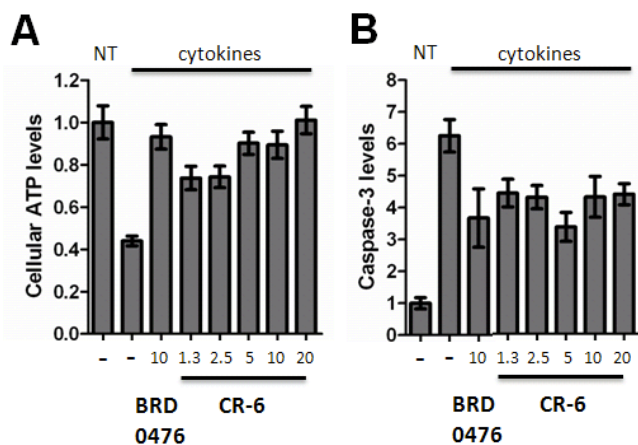 A
NT cytokines
Cellular ATP levels
1.2
1.0
0.8
0.6
0.4
0.2
0.0
- - 10 1.3 2.5 5 10 20
BRD CR-6
0476
B
NT cytokines
Caspase-3 levels
8
7
6
5
4
3
2
1
0
- - 10 1.3 2.5 5 10 20
BRD CR-6
0476